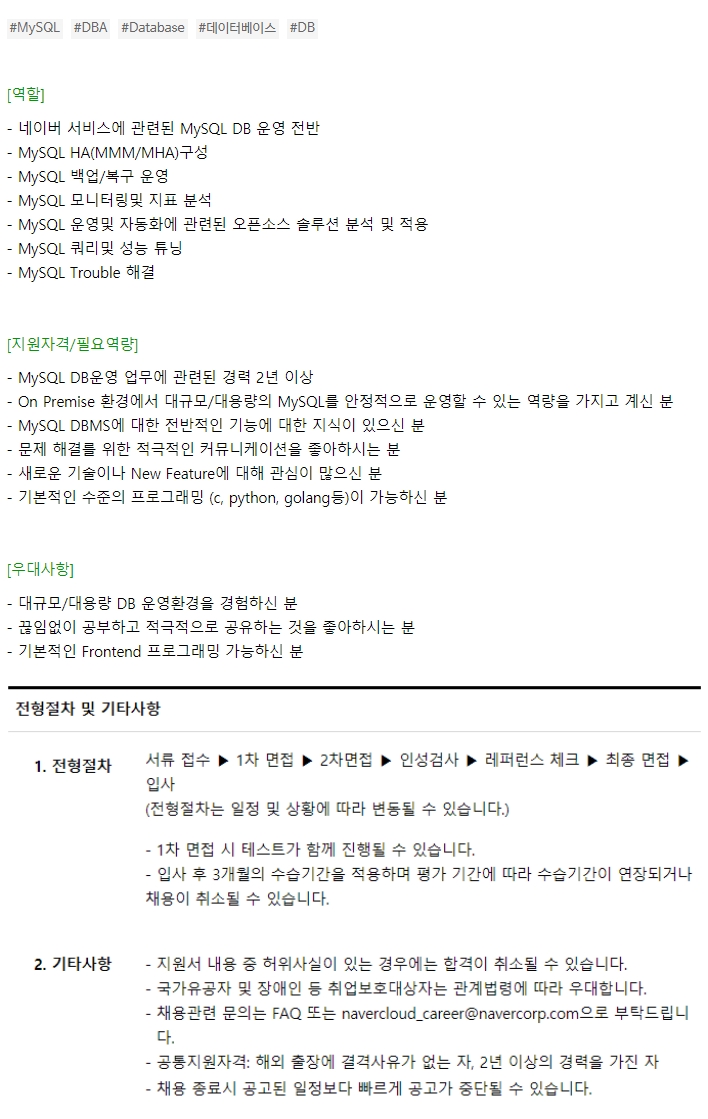 #MySQL #DBA #Database #데이터베이스 #DB
[역할]
- 네이버 서비스에 관련된 MySQL DB 운영 전반
- MySQL HA(MMM/MHA)구성
- MySQL 백업/복구 운영
- MySQL 모니터링및 지표 분석
- MySQL 운영및 자동화에 관련된 오픈소스 솔루션 분석 및 적용
- MySQL 쿼리및 성능 튜닝
- MySQL Trouble 해결
[지원자격/필요역량]
- MySQL DB운영 업무에 관련된 경력 2년 이상
- On Premise 환경에서 대규모/대용량의 MySQL를 안정적으로 운영할 수 있는 역량을 가지고 계신 분
- MySQL DBMS에 대한 전반적인 기능에 대한 지식이 있으신 분
- 문제 해결를 위한 적극적인 커뮤니케이션을 좋아하시는 분
- 새로운 기술이나 New Feature에 대해 관심이 많으신 분
- 기본적인 수준의 프로그래밍 (c, python, golang등)이 가능하신 분
[우대사항]
- 대규모/대용량 DB 운영환경을 경험하신 분
- 끊임없이 공부하고 적극적으로 공유하는 것을 좋아하시는 분
- 기본적인 Frontend 프로그래밍 가능하신 분
전형절차 및 기타사항
1. 전형절차
서류 접수 ▶ 1차 면접 ▶ 2차면접 ▶ 인성검사 ▶ 레퍼런스 체크 ▶ 최종 면접 ▶
입사
(전형절차는 일정 및 상황에 따라 변동될 수 있습니다.)
- 1차 면접 시 테스트가 함께 진행될 수 있습니다.
- 입사 후 3개월의 수습기간을 적용하며 평가 기간에 따라 수습기간이 연장되거나
채용이 취소될 수 있습니다.
2. 기타사항
- 지원서 내용 중 허위사실이 있는 경우에는 합격이 취소될 수 있습니다.
- 국가유공자 및 장애인 등 취업보호대상자는 관계법령에 따라 우대합니다.
- 채용관련 문의는 FAQ 또는 navercloud_career@navercorp.com으로 부탁드립니
다.
- 공통지원자격: 해외 출장에 결격사유가 없는 자, 2년 이상의 경력을 가진 자
- 채용 종료시 공고된 일정보다 빠르게 공고가 중단될 수 있습니다.